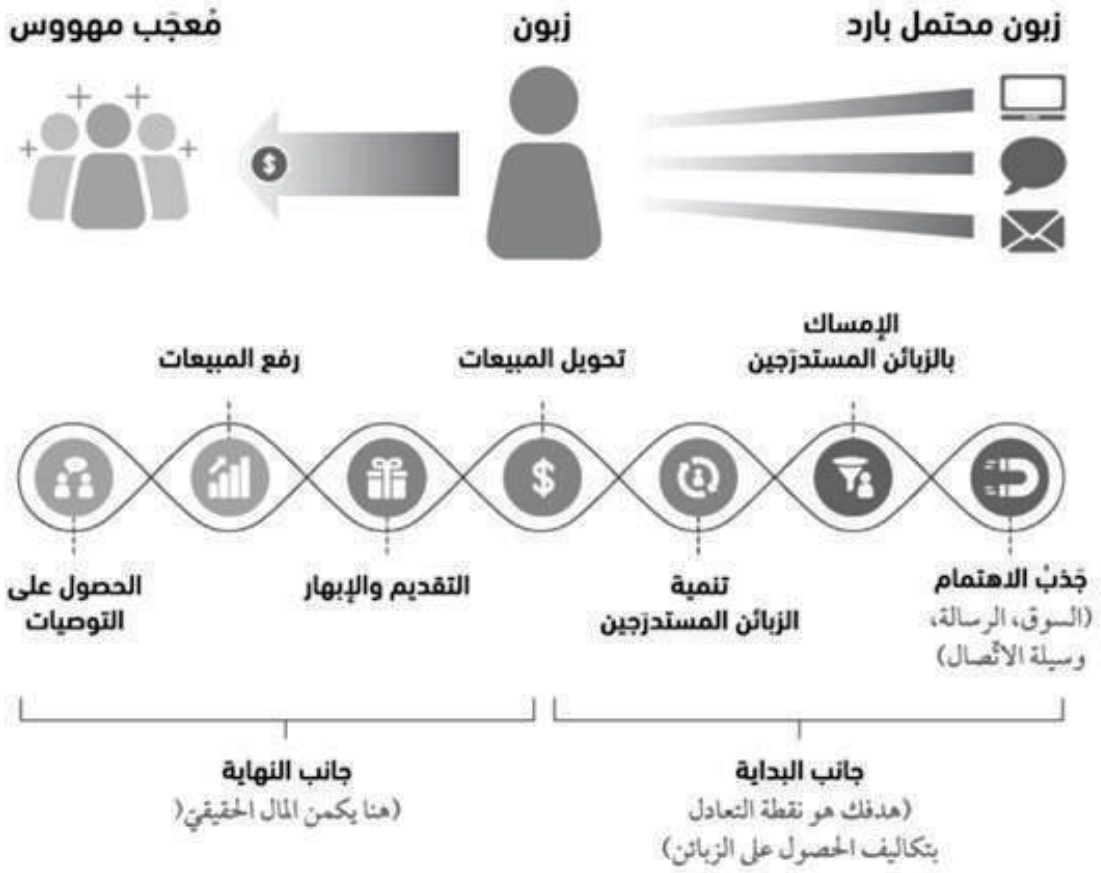 زبون محتمل بارد
زبون
مُعجَب مهووس
$
الإمساك
بالزبائن المستدرَجين
تحويل المبيعات
رفع المبيعات
$
جَذبْ الاهتمام
(السوق، الرسالة،
وسيلة الاتّصال)
تنمية
الزبائن المستدرَجين
التقديم والإبهار
الحصول على
التوصيات
جانب البداية
(هدفك هو نقطة التعادل
بتكاليف الحصول على الزبائن)
جانب النهاية
(هنا يكمن المال الحقيقيّ(